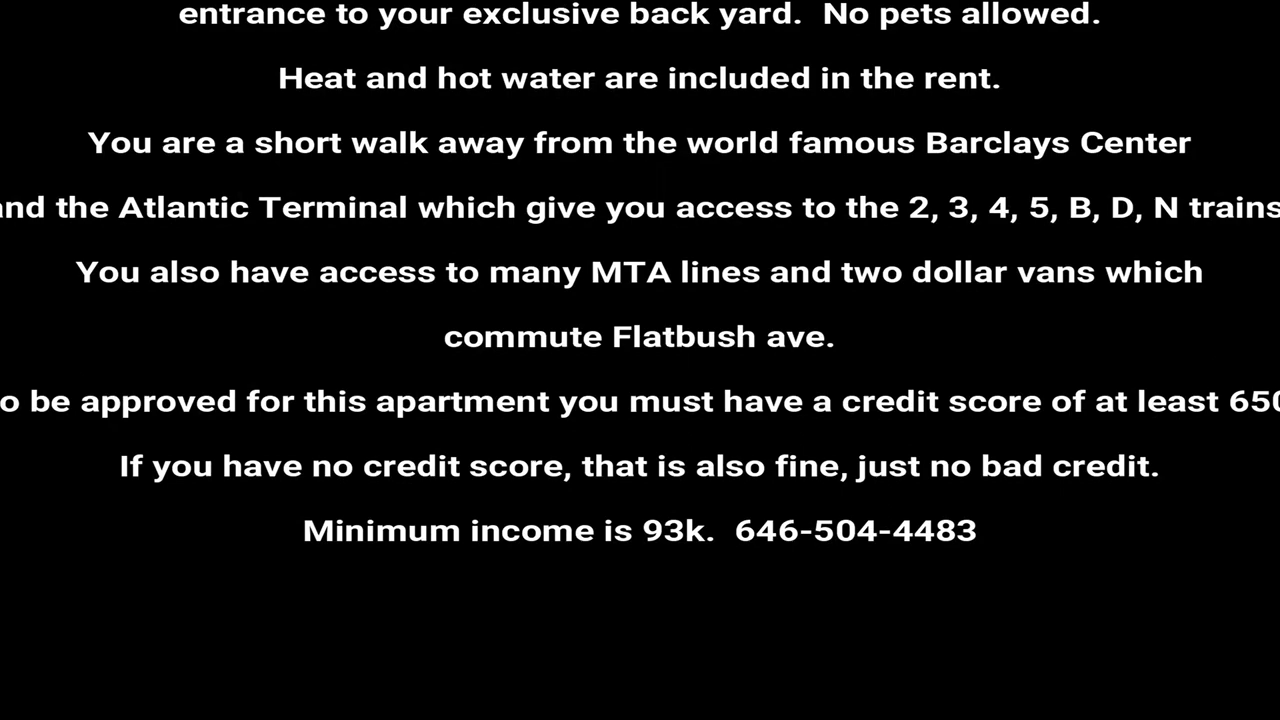 entrance to your exclusive back yard.  No pets allowed.
Heat and hot water are included in the rent.
You are a short walk away from the world famous Barclays Center
and the Atlantic Terminal which give you access to the 2, 3, 4, 5, B, D, N trains
You also have access to many MTA lines and two dollar vans which
commute Flatbush ave.
o be approved for this apartment you must have a credit score of at least 650
If you have no credit score, that is also fine, just no bad credit.
Minimum income is 93k.  646-504-4483